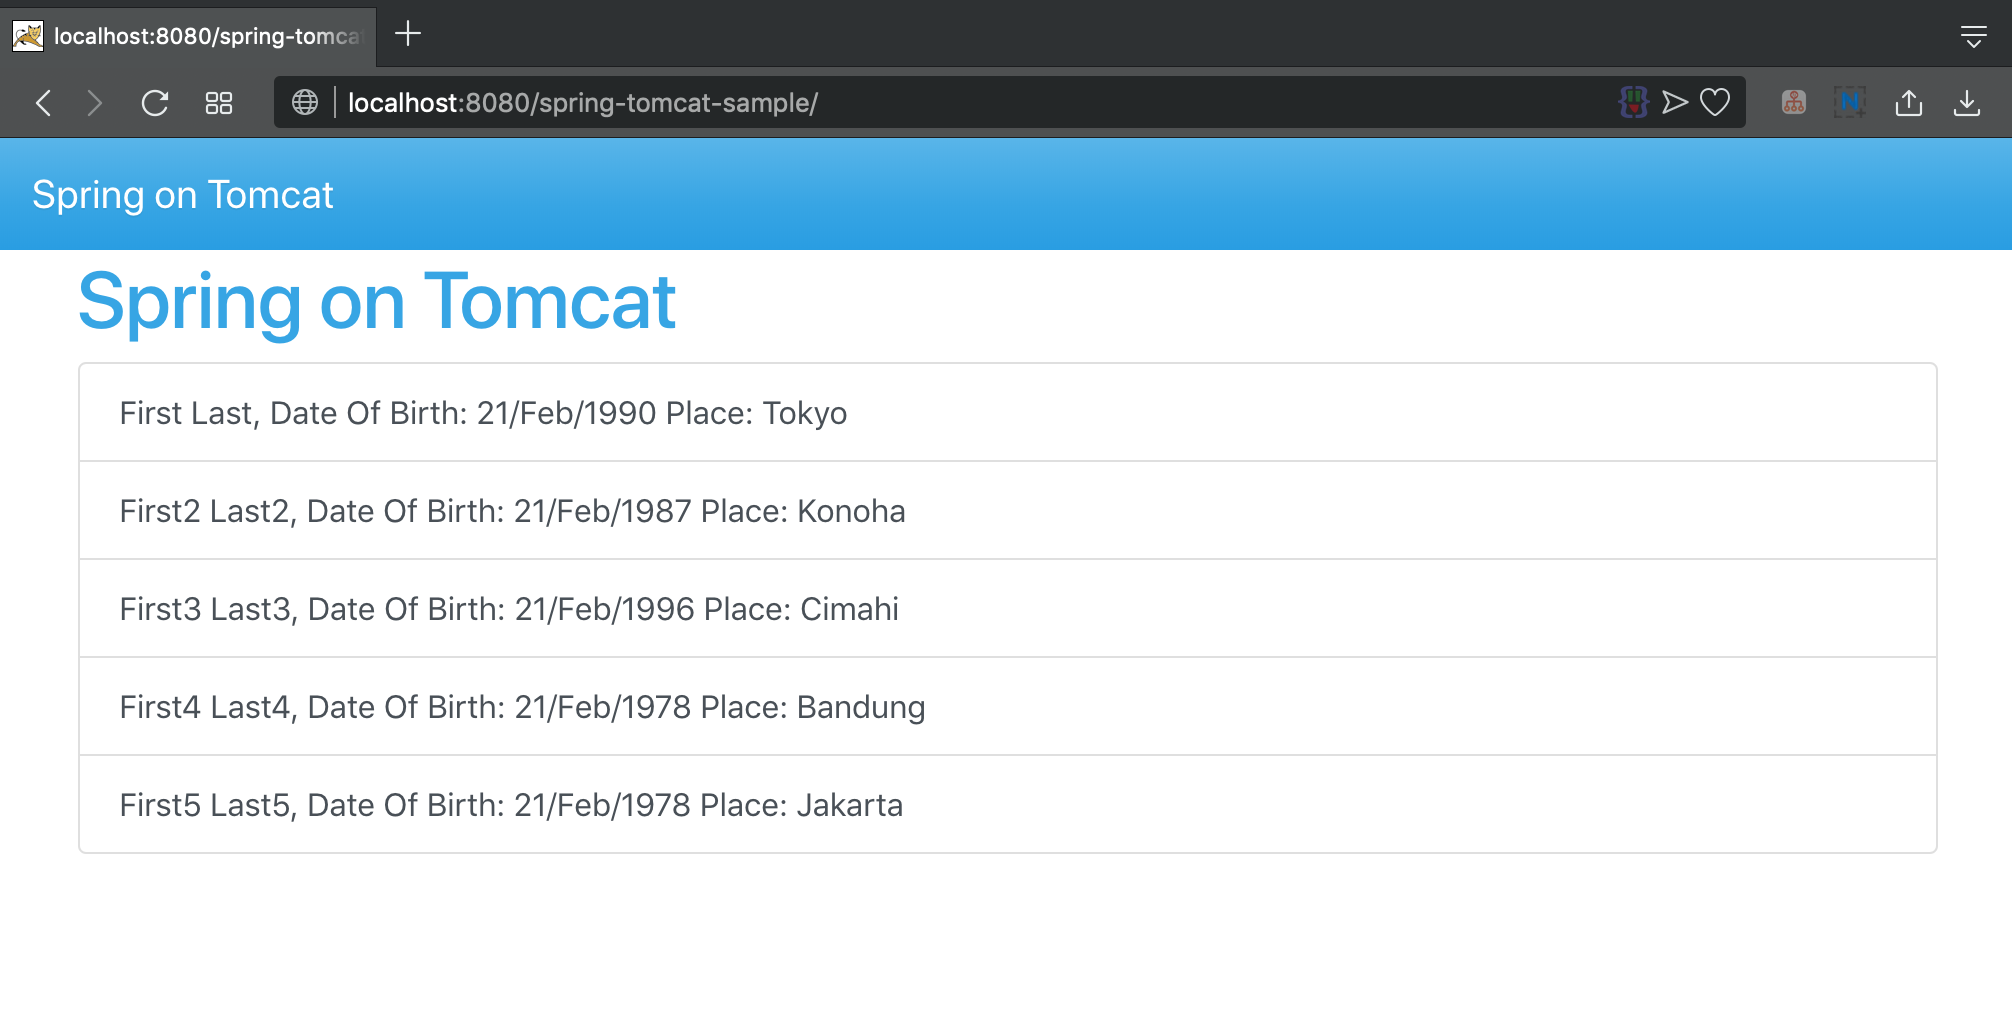 localhost:8080/spring-tomca
localhost:8080/spring-tomcat-sample/
N
Spring on Tomcat
Spring on Tomcat
First Last, Date Of Birth: 21/Feb/1990 Place: Tokyo
First2 Last2, Date Of Birth: 21/Feb/1987 Place: Konoha
First3 Last3, Date Of Birth: 21/Feb/1996 Place: Cimahi
First4 Last4, Date Of Birth: 21/Feb/1978 Place: Bandung
First5 Last5, Date Of Birth: 21/Feb/1978 Place: Jakarta